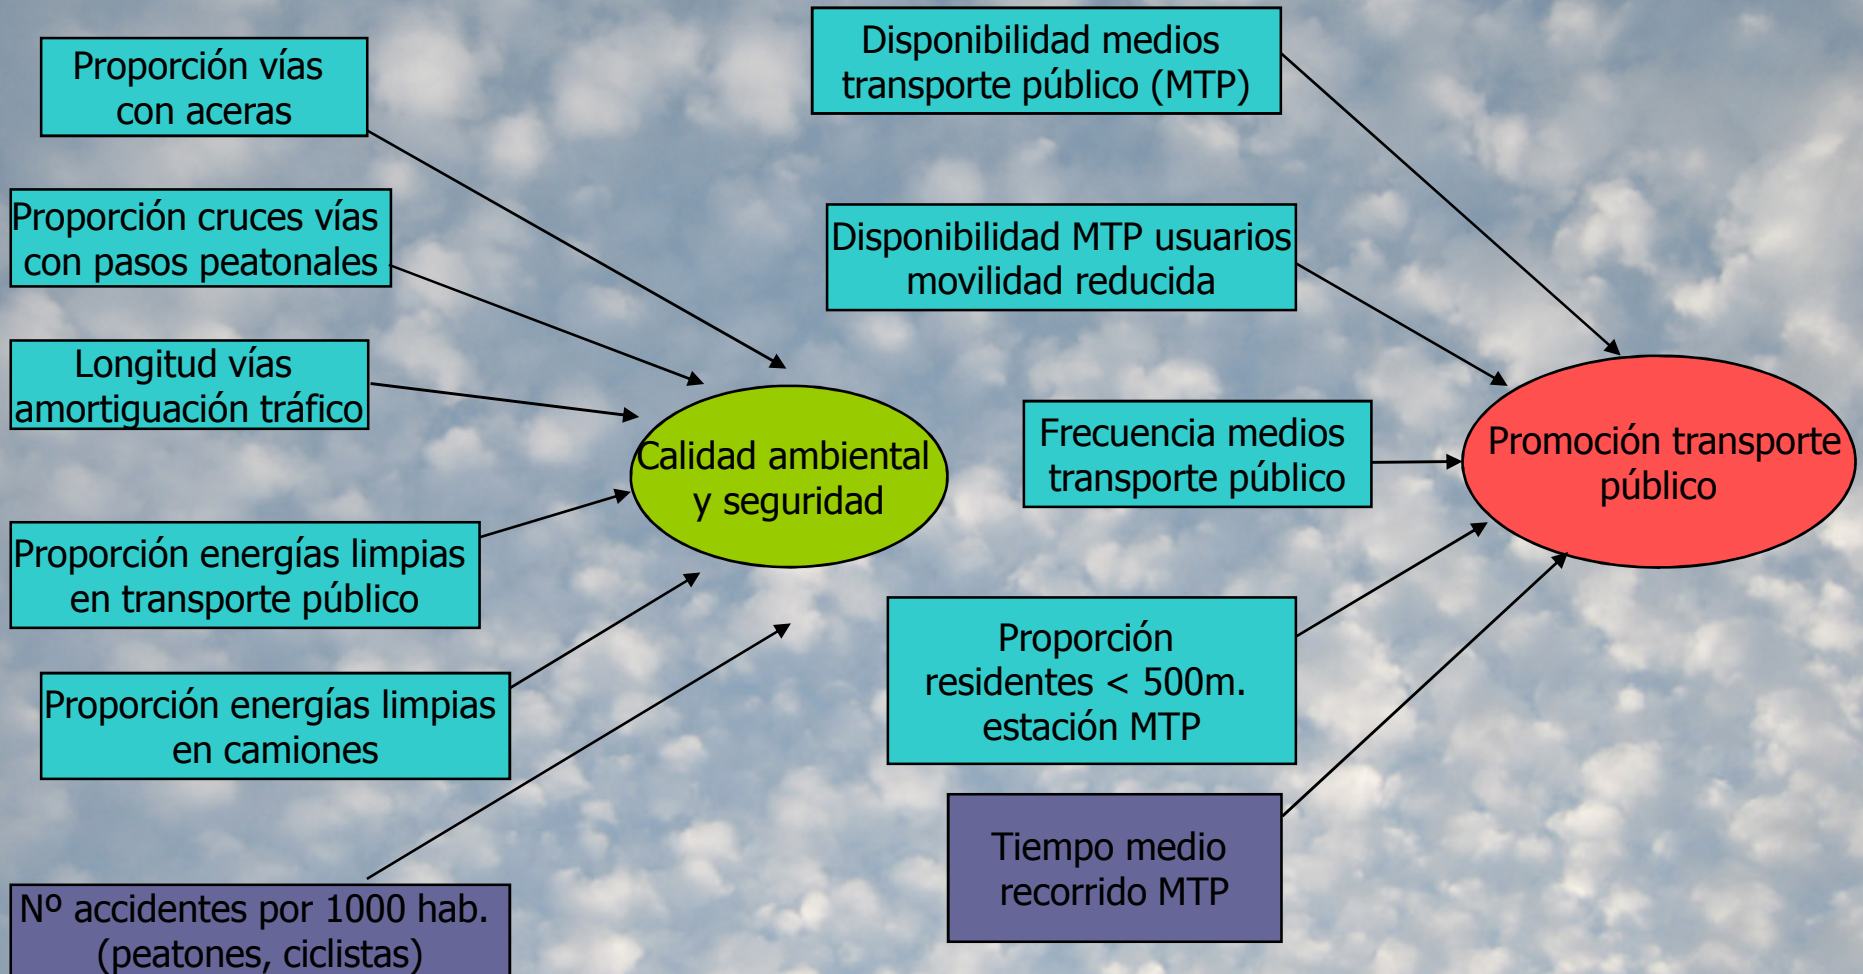 Proporción vías
con aceras
Proporción cruces vías
con pasos peatonales
Longitud vías
amortiguación tráfico
Proporción energías limpias
en transporte público
Proporción energías limpias
en camiones
Nº accidentes por 1000 hab.
(peatones, ciclistas)
Calidad ambiental
y seguridad
Disponibilidad medios
transporte público (MTP)
Disponibilidad MTP usuarios
movilidad reducida
Frecuencia medios
transporte público
Proporción
residentes < 500m.
estación MTP
Tiempo medio
recorrido MTP
Promoción transporte
público